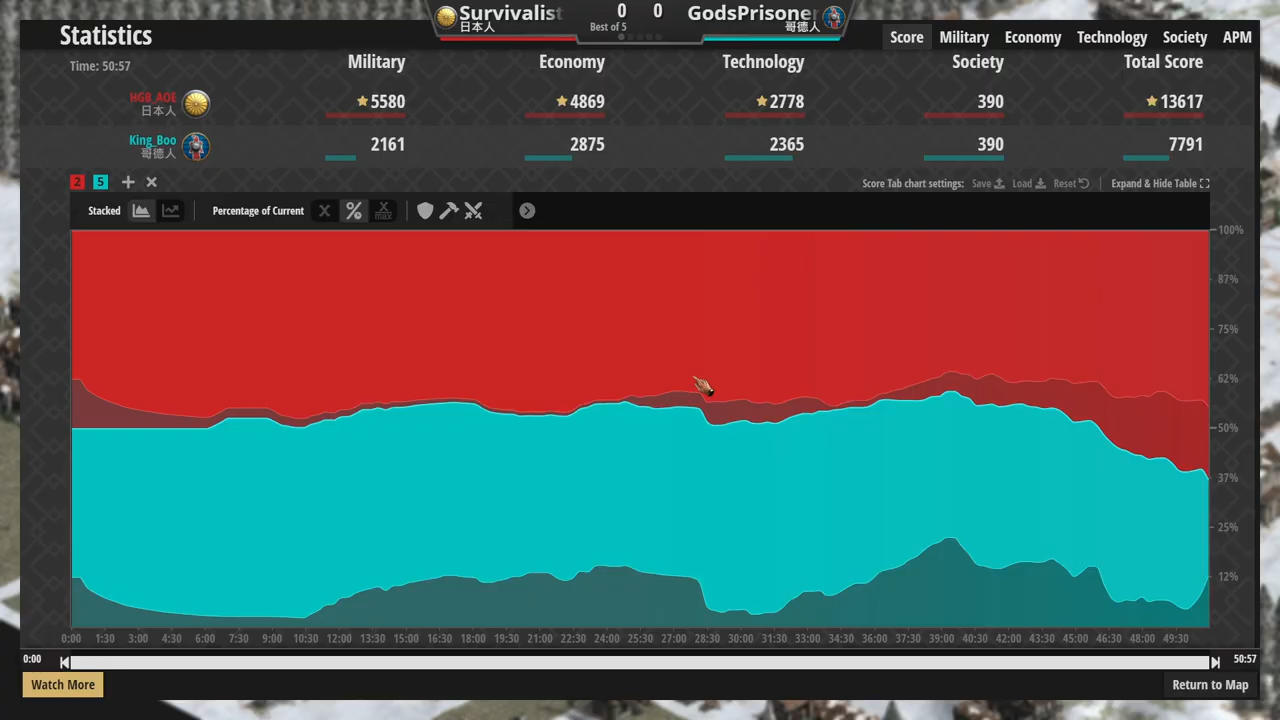 Survivalist 0 0 GodsPrisoner
日本人 Best of 5 哥德人
Statistics Score Military Economy Technology Society APM
Time: 50:57 Military Economy Technology Society Total Score
HGB_AOE
日本人 5580 4869 2778 390 13617
King_Boo
哥德人 2161 2875 2365 390 7791
2 5 Score Tab chart settings: Save Load Reset Expand & Hide Table
Stacked Percentage of Current X % X max
100%
87%
75%
62%
50%
37%
25%
12%
0:00 1:30 3:00 4:30 6:00 7:30 9:00 10:30 12:00 13:30 15:00 16:30 18:00 19:30 21:00 22:30 24:00 25:30 27:00 28:30 30:00 31:30 33:00 34:30 36:00 37:30 39:00 40:30 42:00 43:30 45:00 46:30 48:00 49:30
0:00 50:57
Watch More Return to Map